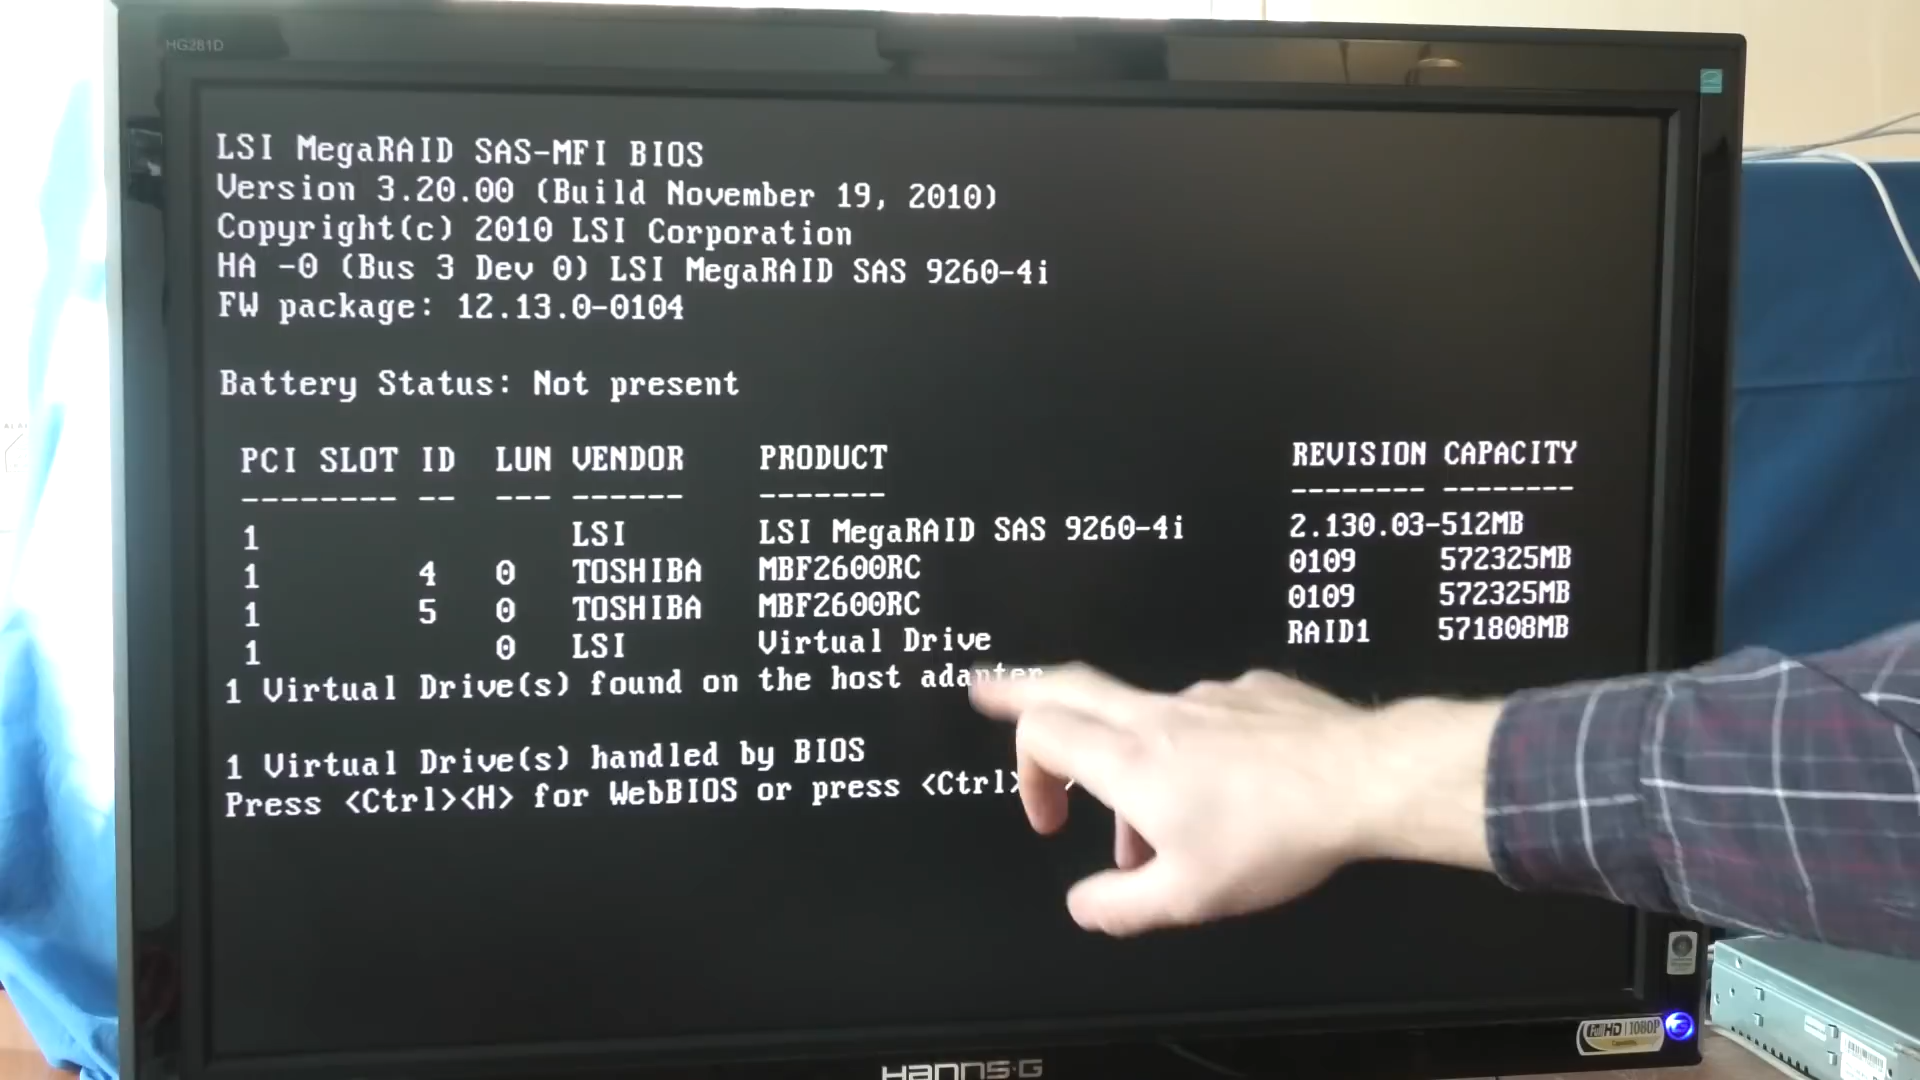 HG281D
LSI MegaRAID SAS-MFI BIOS
Version 3.20.00 (Build November 19, 2010)
Copyright(c) 2010 LSI Corporation
HA -0 (Bus 3 Dev 0) LSI MegaRAID SAS 9260-4i
FW package: 12.13.0-0104
Battery Status: Not present
PCI SLOT ID LUN VENDOR PRODUCT REVISION CAPACITY
-------- -- --- ------ ------- -------- --------
1 LSI LSI MegaRAID SAS 9260-4i 2.130.03-512MB
1 4 0 TOSHIBA MBF2600RC 0109 572325MB
1 5 0 TOSHIBA MBF2600RC 0109 572325MB
1 0 LSI Virtual Drive RAID1 571808MB
1 Virtual Drive(s) found on the host adapter
1 Virtual Drive(s) handled by BIOS
Press <Ctrl><H> for WebBIOS or press <Ctrl>
Full HD 1080P
HANNS·G